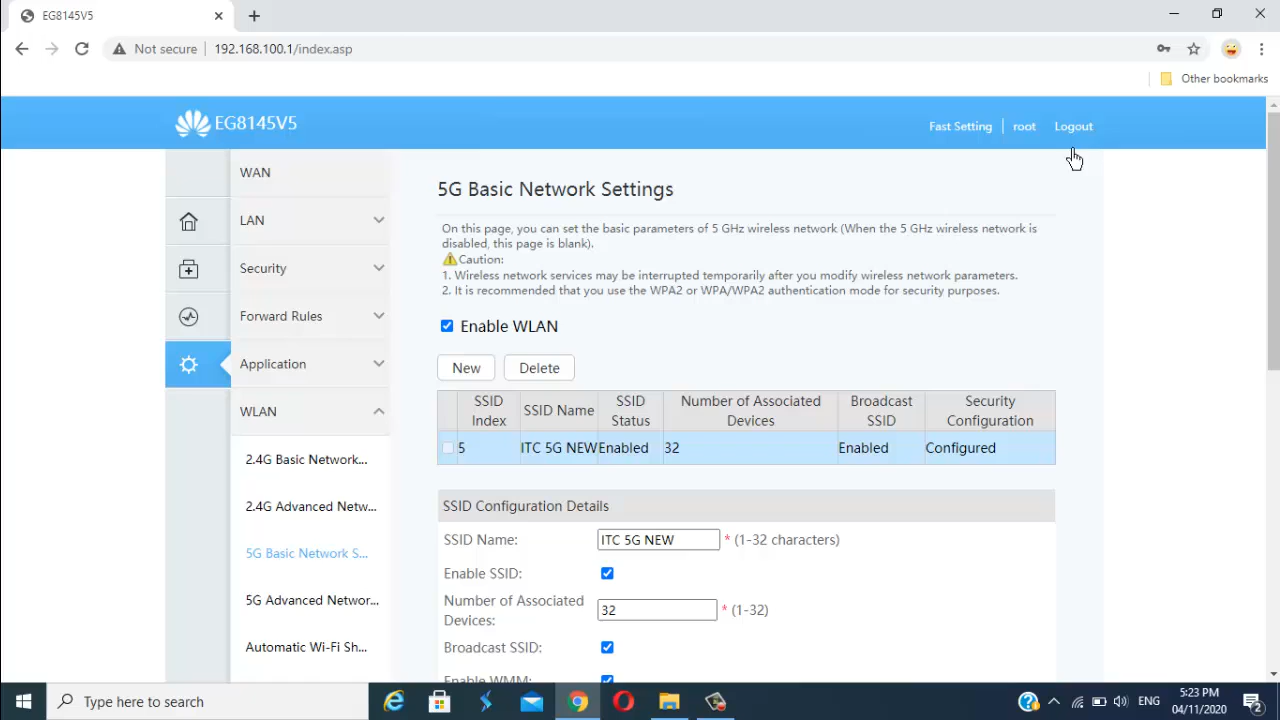 EG8145V5
Not secure
192.168.100.1/index.asp
Other bookmarks
EG8145V5
Fast Setting
root
Logout
WAN
LAN
Security
Forward Rules
Application
WLAN
2.4G Basic Network...
2.4G Advanced Netw...
5G Basic Network S...
5G Advanced Networ...
Automatic Wi-Fi Sh...
5G Basic Network Settings
On this page, you can set the basic parameters of 5 GHz wireless network (When the 5 GHz wireless network is
disabled, this page is blank).
Caution:
1. Wireless network services may be interrupted temporarily after you modify wireless network parameters.
2. It is recommended that you use the WPA2 or WPA/WPA2 authentication mode for security purposes.
Enable WLAN
New Delete
SSID Index SSID Name SSID Status Number of Associated Devices Broadcast SSID Security Configuration
5 ITC 5G NEW Enabled 32 Enabled Configured
SSID Configuration Details
SSID Name: ITC 5G NEW * (1-32 characters)
Enable SSID:
Number of Associated
Devices: 32 * (1-32)
Broadcast SSID:
Enable WMM:
Type here to search
ENG
5:23 PM
04/11/2020
2